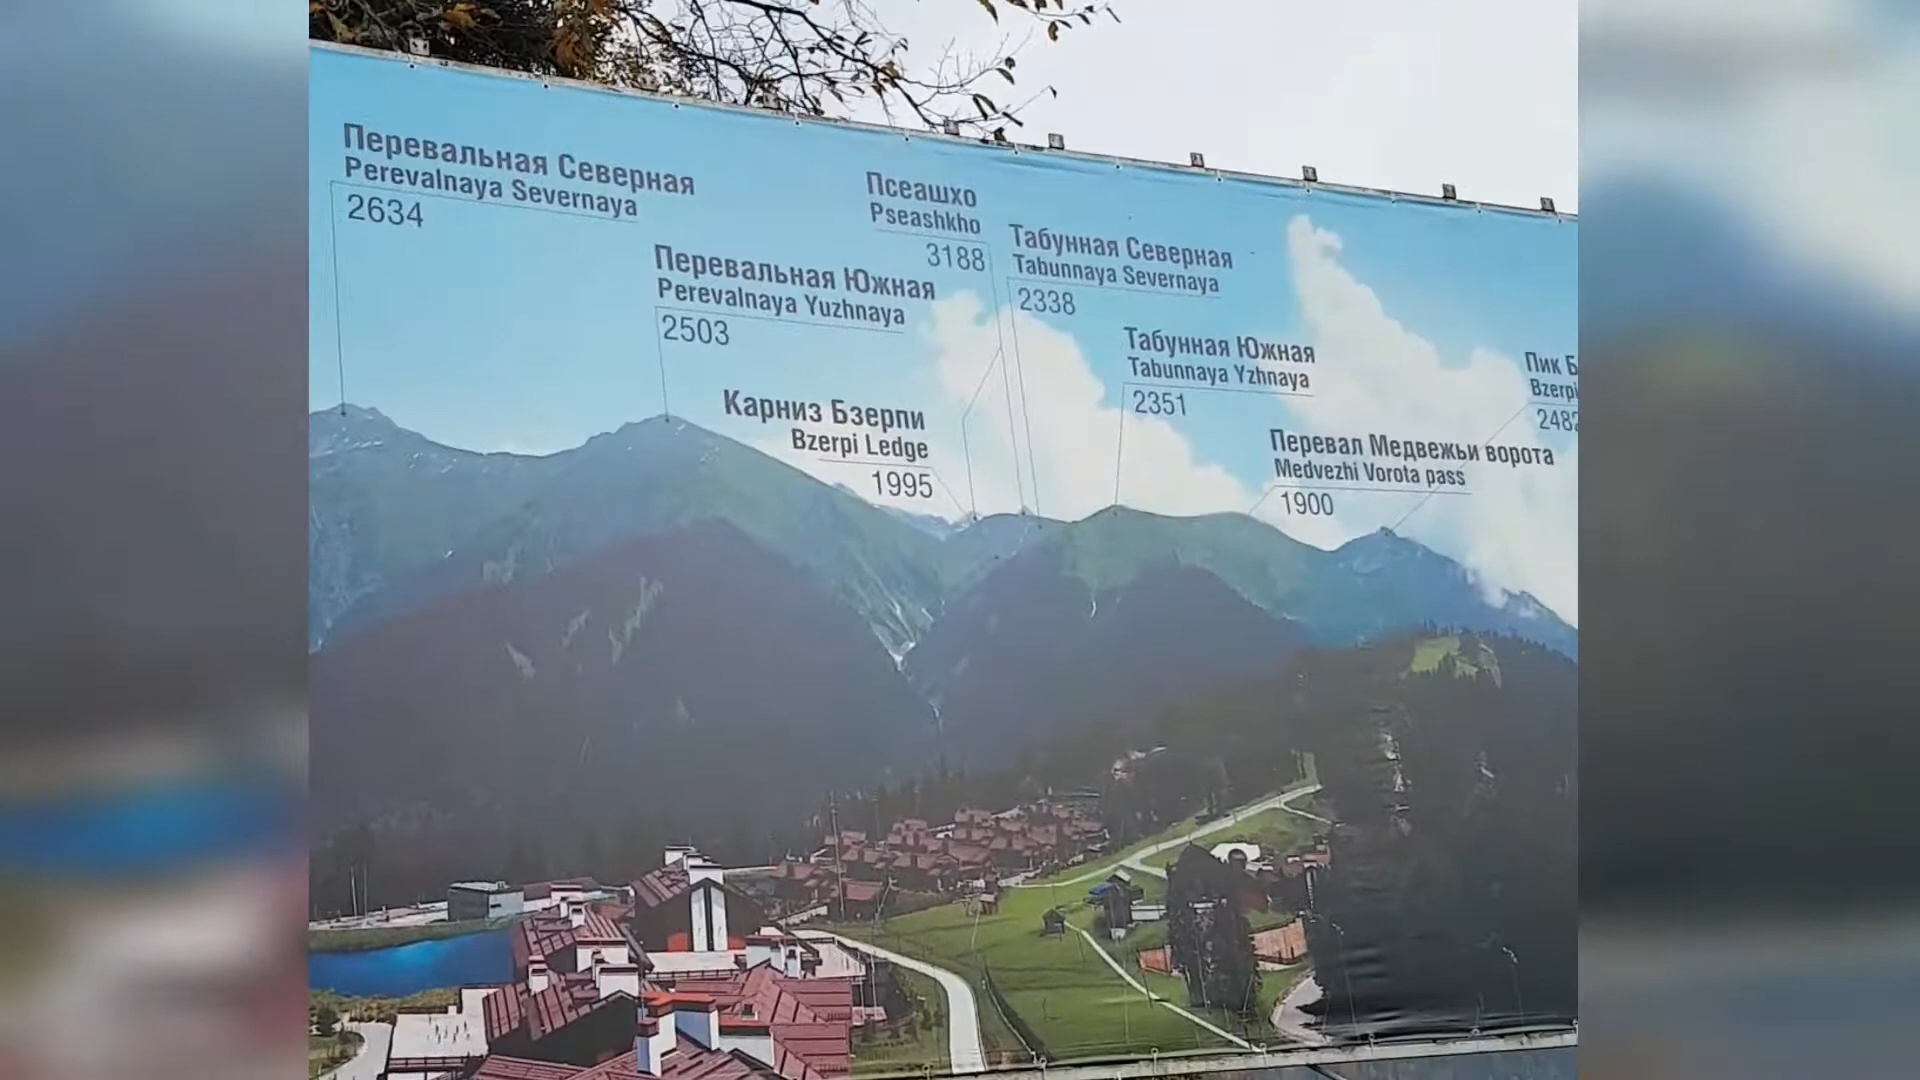 Перевальная Северная
Perevalnaya Severnaya
2634
Псеашхо
Pseashkho
3188
Табунная Северная
Tabunnaya Severnaya
2338
Перевальная Южная
Perevalnaya Yuzhnaya
2503
Табунная Южная
Tabunnaya Yzhnaya
2351
Пик Б
Bzerpi
2482
Карниз Бзерпи
Bzerpi Ledge
1995
Перевал Медвежьи ворота
Medvezhi Vorota pass
1900